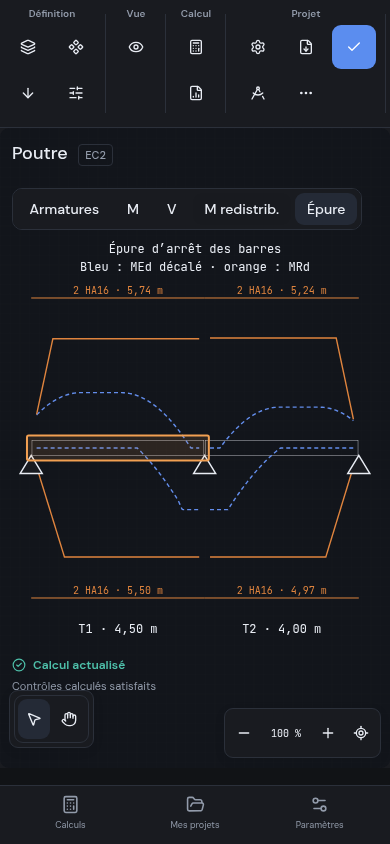 Définition
Vue
Calcul
Projet
Poutre
EC2
Armatures
M
V
M redistrib.
Épure
Épure d’arrêt des barres
Bleu : MEd décalé · orange : MRd
2 HA16 · 5,74 m
2 HA16 · 5,24 m
2 HA16 · 5,50 m
2 HA16 · 4,97 m
T1 · 4,50 m
T2 · 4,00 m
Calcul actualisé
Contrôles calculés satisfaits
100 %
Calculs
Mes projets
Paramètres